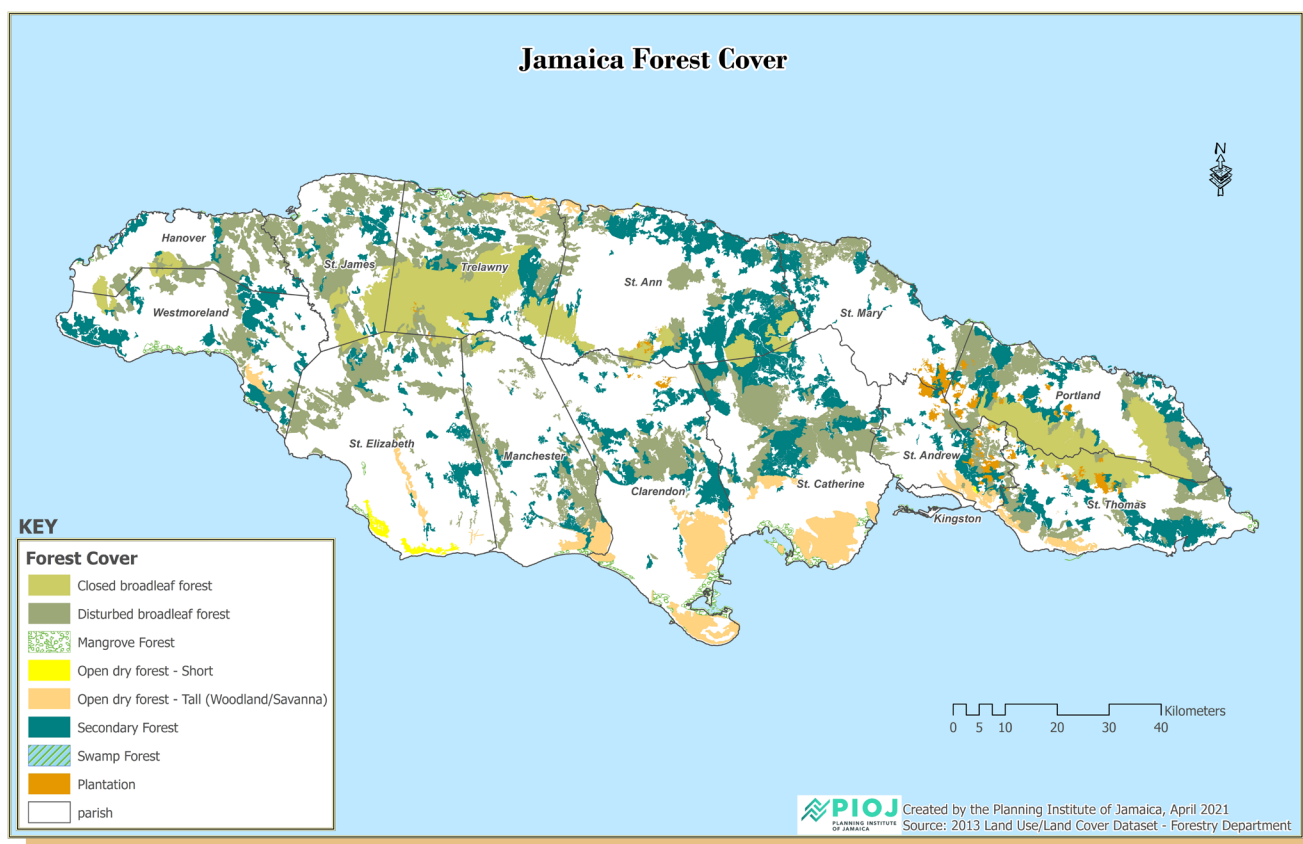 Jamaica Forest Cover
N
Hanover
St. James
Trelawny
St. Ann
Westmoreland
St. Mary
Portland
St. Elizabeth
Manchester
St. Andrew
Clarendon
St. Catherine
St. Thomas
Kingston
KEY
Forest Cover
Closed broadleaf forest
Disturbed broadleaf forest
Mangrove Forest
Open dry forest - Short
Open dry forest - Tall (Woodland/Savanna)
Secondary Forest
Swamp Forest
Plantation
parish
Kilometers
0 5 10 20 30 40
PIOJ
PLANNING INSTITUTE
OF JAMAICA
Created by the Planning Institute of Jamaica, April 2021
Source: 2013 Land Use/Land Cover Dataset - Forestry Department